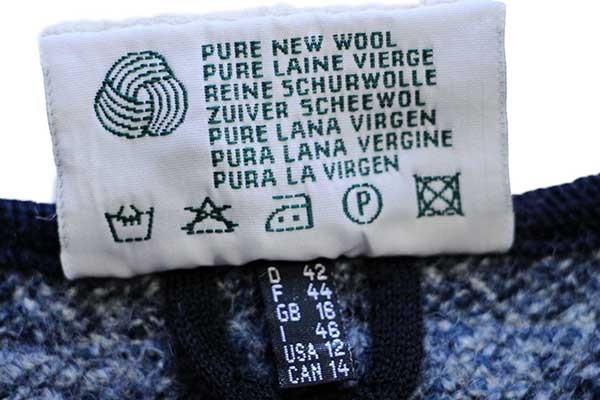 PURE NEW WOOL
PURE LAINE VIERGE
REINE SCHURWOLLE
ZUIVER SCHEEWOL
PURE LANA VIRGEN
PURA LANA VERGINE
PURA LA VIRGEN
P
D 42
F 44
GB 16
I 46
USA 12
CAN 14